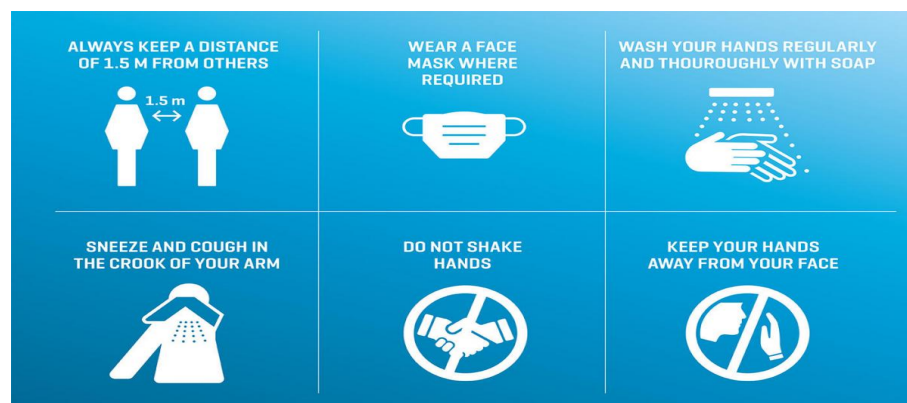 ALWAYS KEEP A DISTANCE
OF 1.5 M FROM OTHERS
1.5 m
WEAR A FACE
MASK WHERE
REQUIRED
WASH YOUR HANDS REGULARLY
AND THOUROUGHLY WITH SOAP
SNEEZE AND COUGH IN
THE CROOK OF YOUR ARM
DO NOT SHAKE
HANDS
KEEP YOUR HANDS
AWAY FROM YOUR FACE